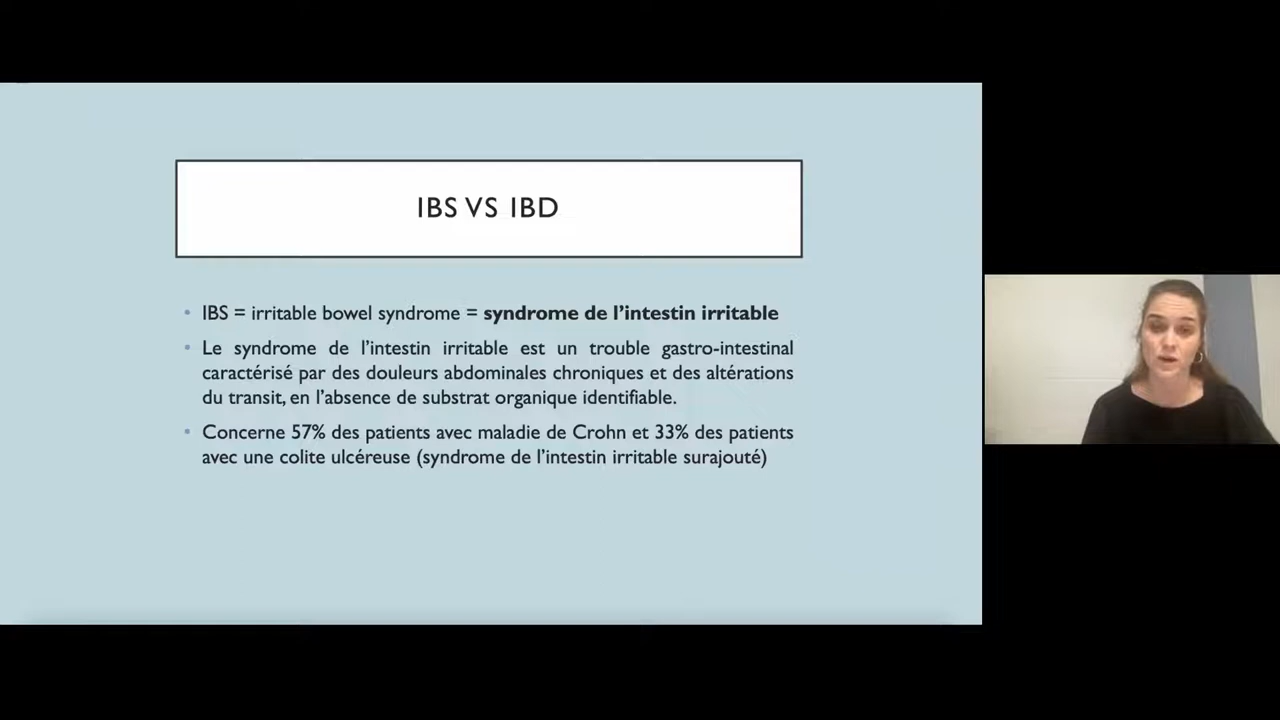 IBS VS IBD
IBS = irritable bowel syndrome = syndrome de l'intestin irritable
Le syndrome de l'intestin irritable est un trouble gastro-intestinal
caractérisé par des douleurs abdominales chroniques et des altérations
du transit, en l'absence de substrat organique identifiable.
Concerne 57% des patients avec maladie de Crohn et 33% des patients
avec une colite ulcéreuse (syndrome de l'intestin irritable surajouté)